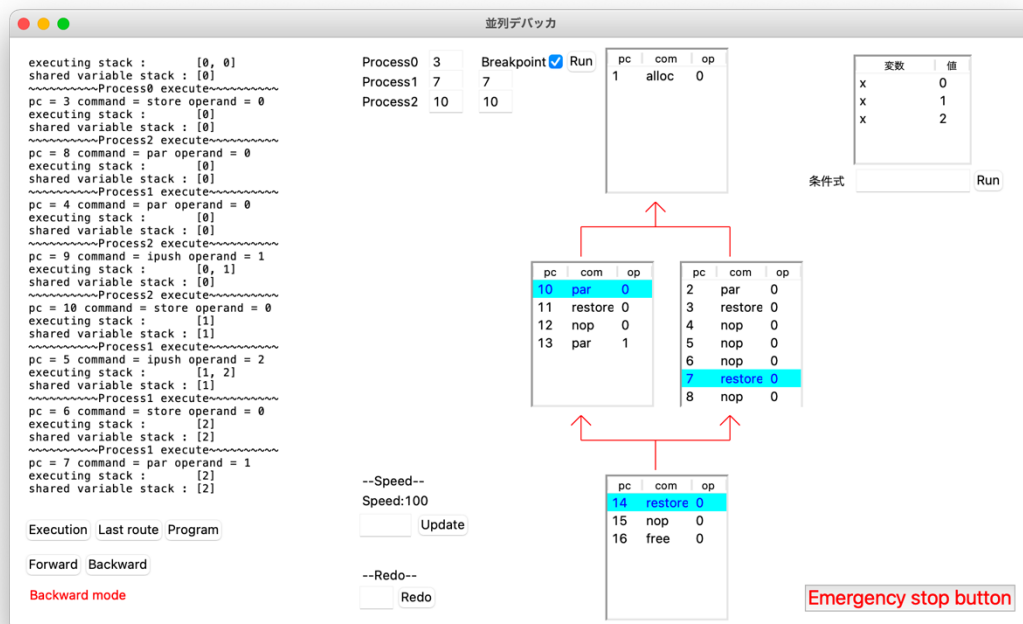 並列デバッカ
executing stack :        [0, 0]
shared variable stack : [0]
~~~~~~~~~~Process0 execute~~~~~~~~~~
pc = 3 command = store operand = 0
executing stack :        [0]
shared variable stack : [0]
~~~~~~~~~~Process2 execute~~~~~~~~~~
pc = 8 command = par operand = 0
executing stack :        [0]
shared variable stack : [0]
~~~~~~~~~~Process1 execute~~~~~~~~~~
pc = 4 command = par operand = 0
executing stack :        [0]
shared variable stack : [0]
~~~~~~~~~~Process2 execute~~~~~~~~~~
pc = 9 command = ipush operand = 1
executing stack :        [0, 1]
shared variable stack : [0]
~~~~~~~~~~Process2 execute~~~~~~~~~~
pc = 10 command = store operand = 0
executing stack :        [1]
shared variable stack : [1]
~~~~~~~~~~Process1 execute~~~~~~~~~~
pc = 5 command = ipush operand = 2
executing stack :        [1, 2]
shared variable stack : [1]
~~~~~~~~~~Process1 execute~~~~~~~~~~
pc = 6 command = store operand = 0
executing stack :        [2]
shared variable stack : [2]
~~~~~~~~~~Process1 execute~~~~~~~~~~
pc = 7 command = par operand = 1
executing stack :        [2]
shared variable stack : [2]
Execution Last route Program
Forward Backward
Backward mode
Process0 3 Breakpoint Run
Process1 7 7
Process2 10 10
--Speed--
Speed:100
Update
--Redo--
Redo
pc com op
1 alloc 0
pc com op
10 par 0
11 restore 0
12 nop 0
13 par 1
pc com op
2 par 0
3 restore 0
4 nop 0
5 nop 0
6 nop 0
7 restore 0
8 nop 0
pc com op
14 restore 0
15 nop 0
16 free 0
変数 値
x 0
x 1
x 2
条件式 Run
Emergency stop button